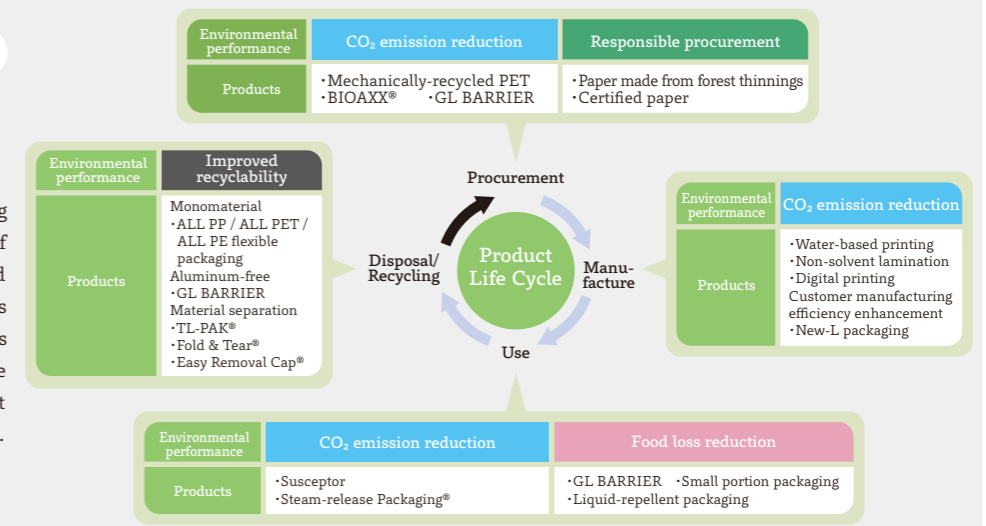 Environmental
performance
CO₂ emission reduction
Responsible procurement
Products
・Mechanically-recycled PET
・BIOAXX® ・GL BARRIER
・Paper made from forest thinnings
・Certified paper
Environmental
performance
Improved
recyclability
Products
Monomaterial
・ALL PP / ALL PET /
ALL PE flexible
packaging
Aluminum-free
・GL BARRIER
Material separation
・TL-PAK®
・Fold & Tear®
・Easy Removal Cap®
Procurement
Disposal/
Recycling
Product
Life Cycle
Manu-
facture
Use
Environmental
performance
CO₂ emission reduction
Products
・Water-based printing
・Non-solvent lamination
・Digital printing
Customer manufacturing
efficiency enhancement
・New-L packaging
Environmental
performance
CO₂ emission reduction
Food loss reduction
Products
・Susceptor
・Steam-release Packaging®
・GL BARRIER ・Small portion packaging
・Liquid-repellent packaging